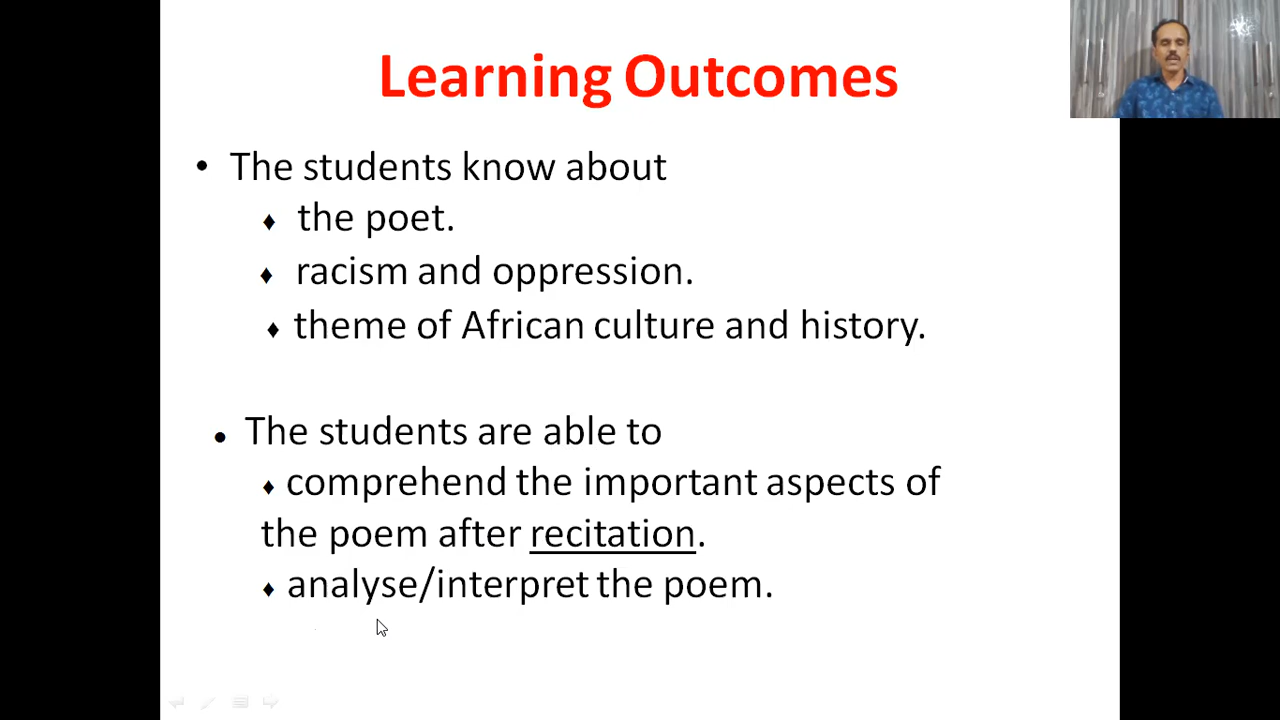 Learning Outcomes
• The students know about
♦ the poet.
♦ racism and oppression.
♦ theme of African culture and history.
• The students are able to
♦ comprehend the important aspects of
the poem after recitation.
♦ analyse/interpret the poem.